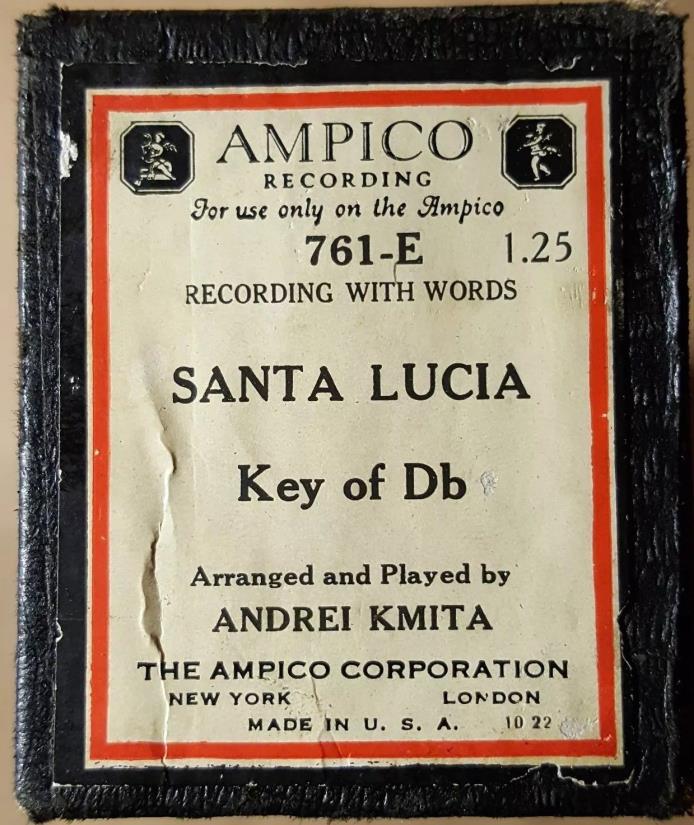 AMPICO
RECORDING
For use only on the Ampico
761-E 1.25
RECORDING WITH WORDS
SANTA LUCIA
Key of Db
Arranged and Played by
ANDREI KMITA
THE AMPICO CORPORATION
NEW YORK LONDON
MADE IN U. S. A. 10 22